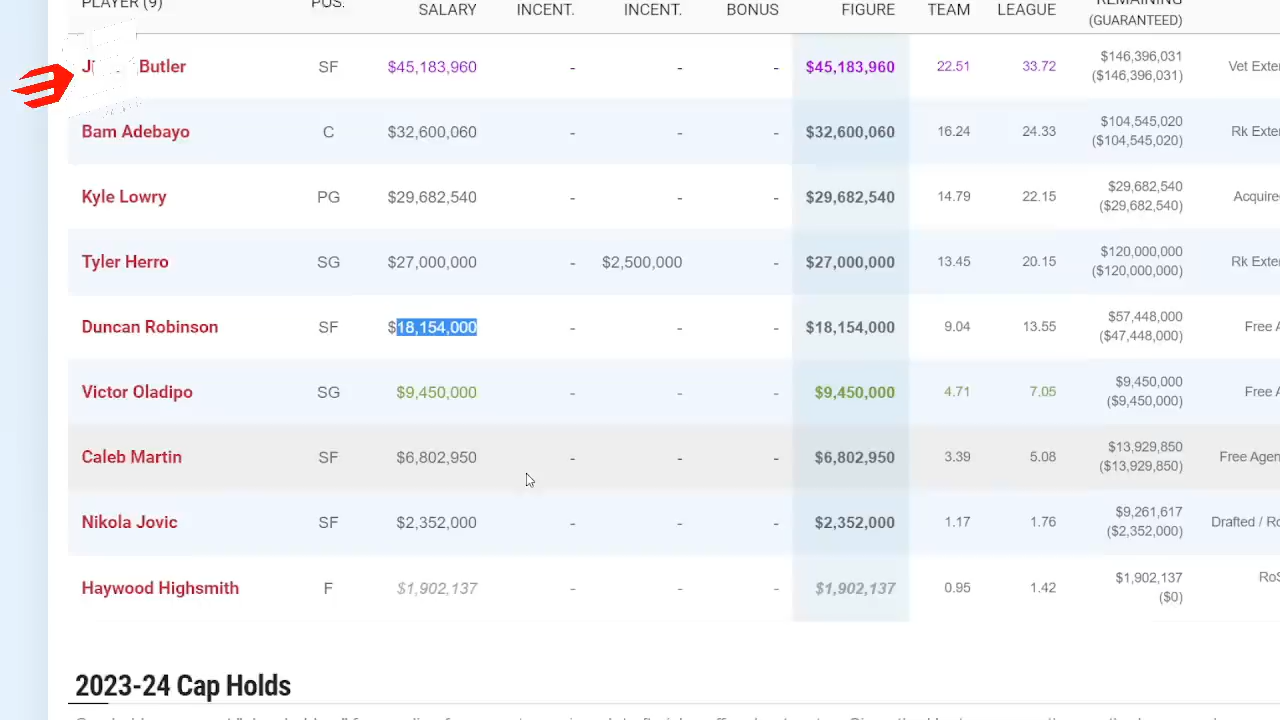 PLAYER (9) POS. SALARY INCENT. INCENT. BONUS FIGURE TEAM LEAGUE REMAINING
(GUARANTEED)
Butler SF $45,183,960 - - - $45,183,960 22.51 33.72 $146,396,031 Vet Exter
($146,396,031)
Bam Adebayo C $32,600,060 - - - $32,600,060 16.24 24.33 $104,545,020 Rk Exter
($104,545,020)
Kyle Lowry PG $29,682,540 - - - $29,682,540 14.79 22.15 $29,682,540 Acquired
($29,682,540)
Tyler Herro SG $27,000,000 - $2,500,000 - $27,000,000 13.45 20.15 $120,000,000 Rk Exter
($120,000,000)
Duncan Robinson SF $18,154,000 - - - $18,154,000 9.04 13.55 $57,448,000 Free A
($47,448,000)
Victor Oladipo SG $9,450,000 - - - $9,450,000 4.71 7.05 $9,450,000 Free A
($9,450,000)
Caleb Martin SF $6,802,950 - - - $6,802,950 3.39 5.08 $13,929,850 Free Agen
($13,929,850)
Nikola Jovic SF $2,352,000 - - - $2,352,000 1.17 1.76 $9,261,617 Drafted / Ro
($2,352,000)
Haywood Highsmith F $1,902,137 - - - $1,902,137 0.95 1.42 $1,902,137 RoS
($0)
2023-24 Cap Holds